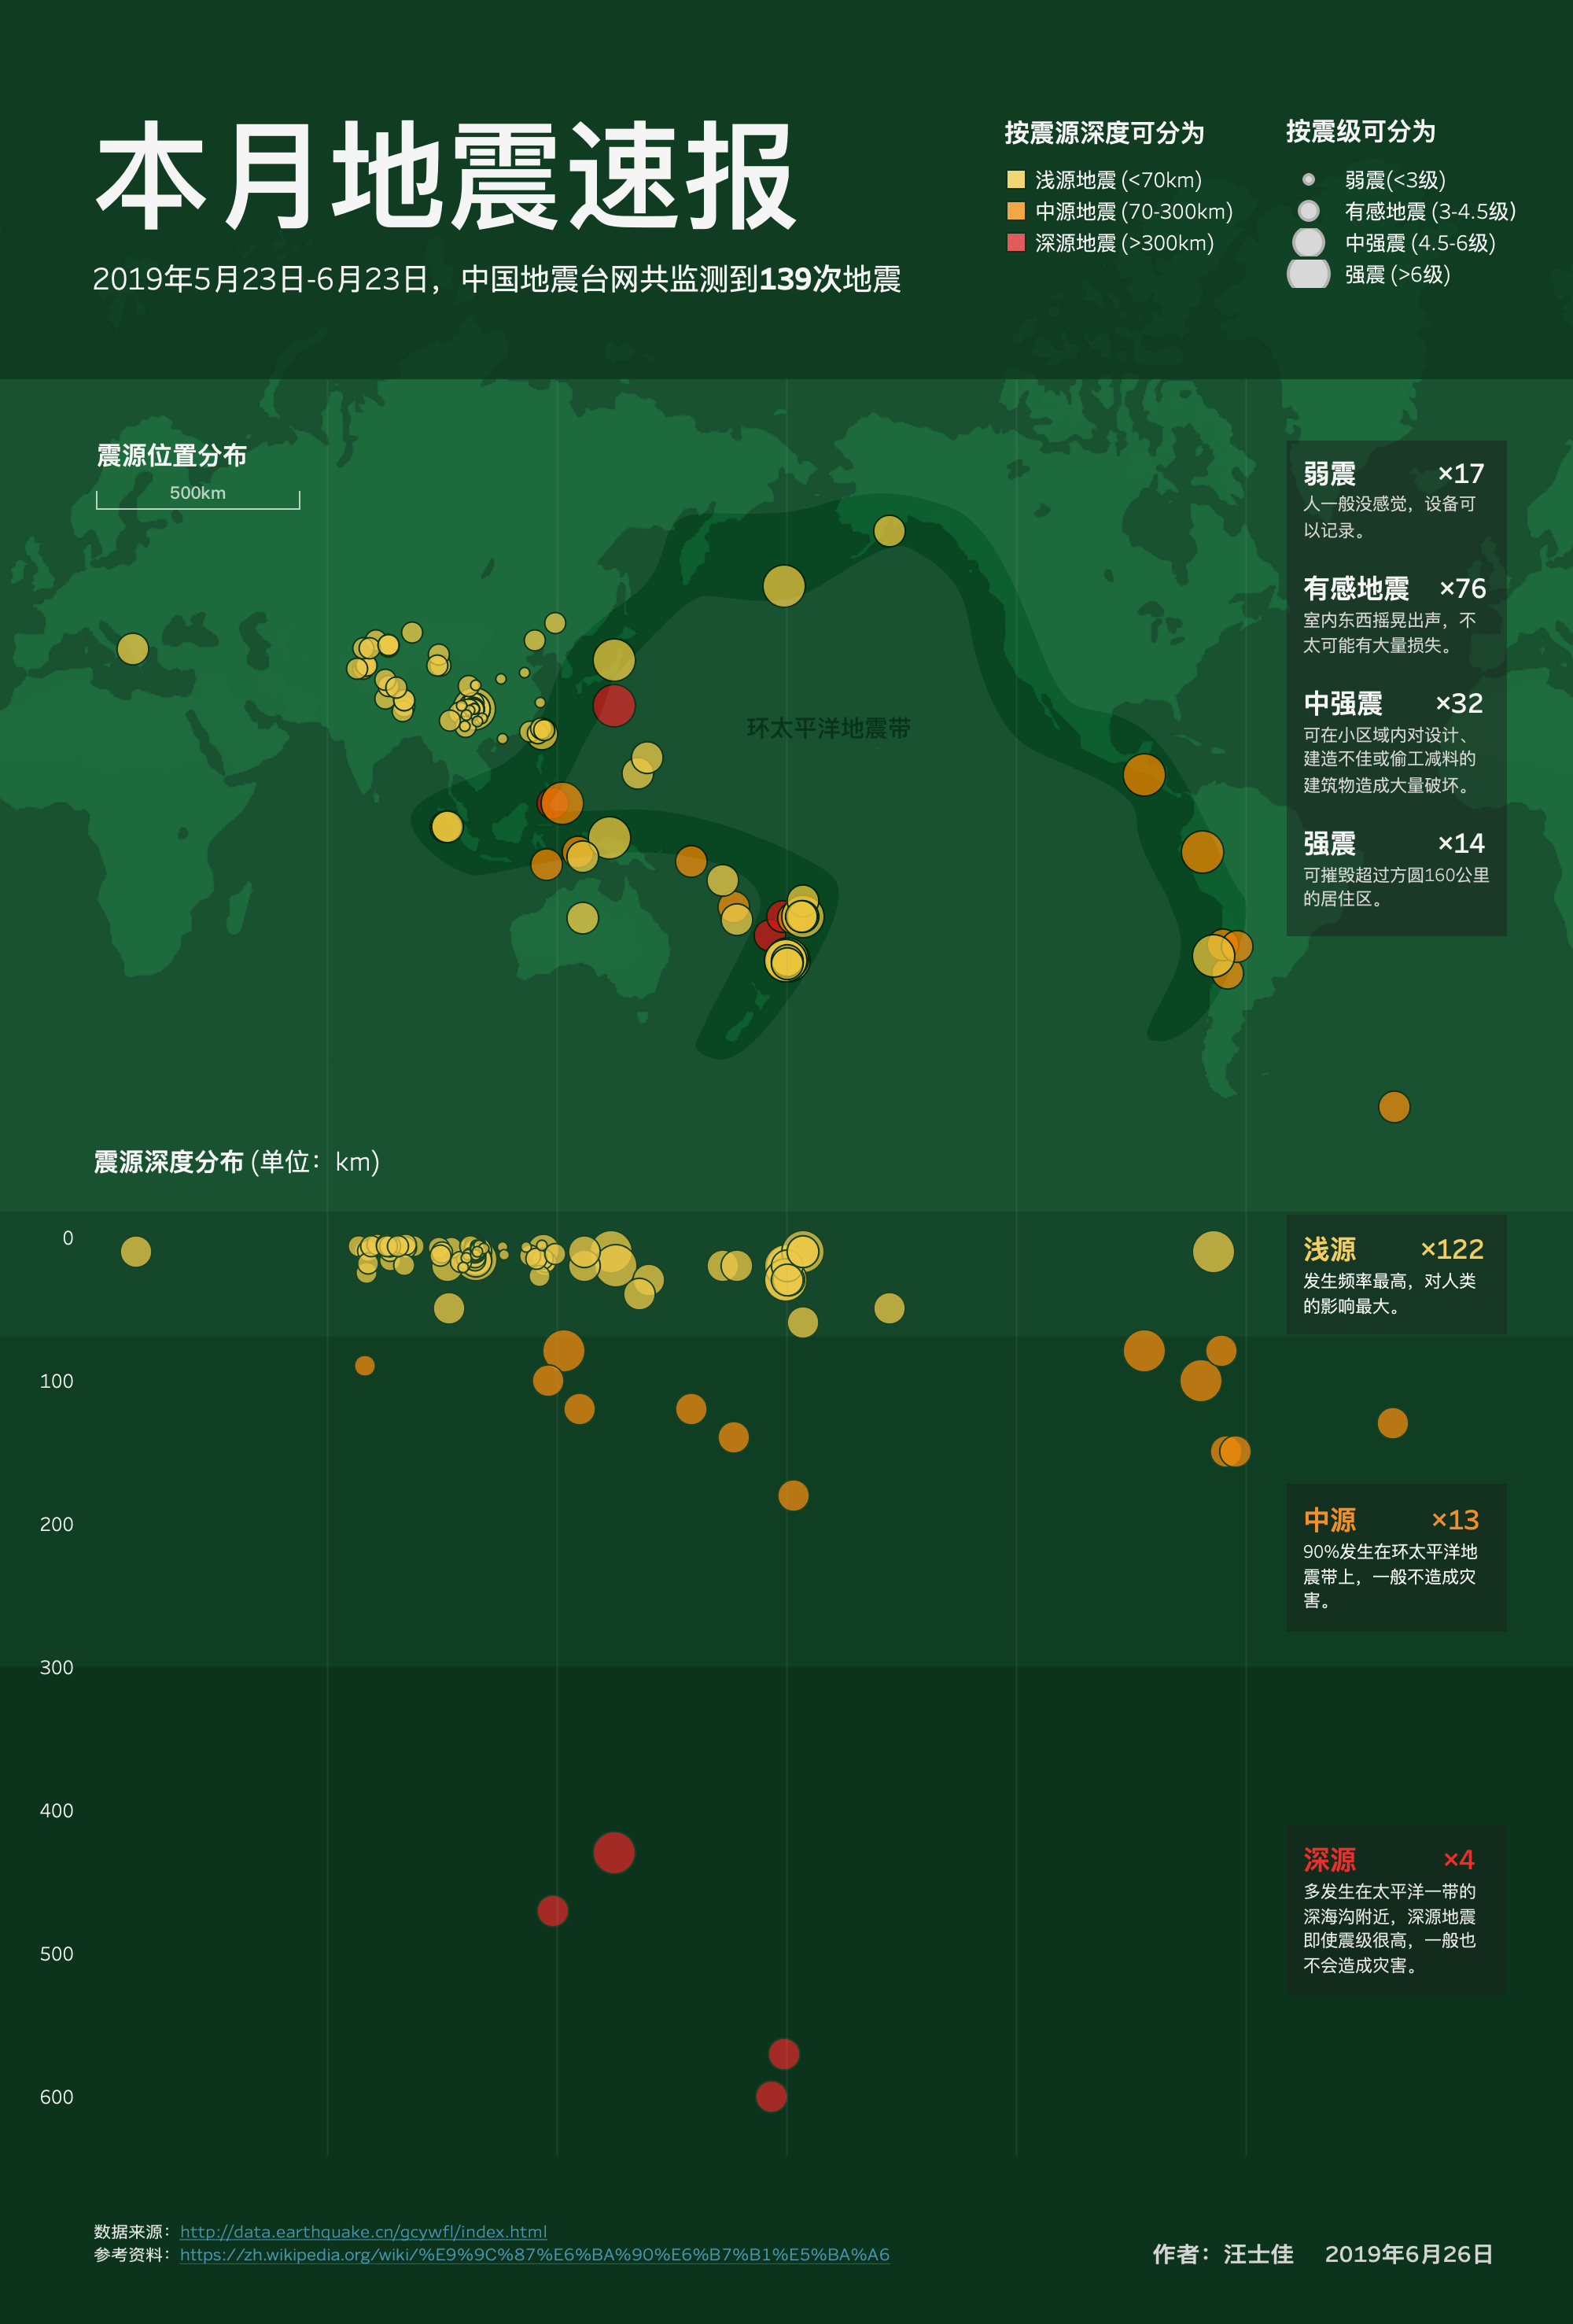 本月地震速报
2019年5月23日-6月23日，中国地震台网共监测到139次地震
按震源深度可分为
浅源地震 (<70km)
中源地震 (70-300km)
深源地震 (>300km)
按震级可分为
弱震(<3级)
有感地震 (3-4.5级)
中强震 (4.5-6级)
强震 (>6级)
震源位置分布
500km
环太平洋地震带
弱震 ×17
人一般没感觉，设备可
以记录。
有感地震 ×76
室内东西摇晃出声，不
太可能有大量损失。
中强震 ×32
可在小区域内对设计、
建造不佳或偷工减料的
建筑物造成大量破坏。
强震 ×14
可摧毁超过方圆160公里
的居住区。
震源深度分布 (单位：km)
0
100
200
300
400
500
600
浅源 ×122
发生频率最高，对人类
的影响最大。
中源 ×13
90%发生在环太平洋地
震带上，一般不造成灾
害。
深源 ×4
多发生在太平洋一带的
深海沟附近，深源地震
即使震级很高，一般也
不会造成灾害。
数据来源：http://data.earthquake.cn/gcywfl/index.html
参考资料：https://zh.wikipedia.org/wiki/%E9%9C%87%E6%BA%90%E6%B7%B1%E5%BA%A6
作者：汪士佳 2019年6月26日